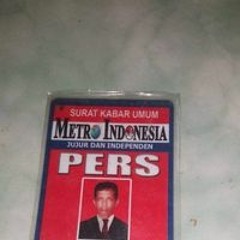 SURAT KABAR UMUM
METRO INDONESIA
JUJUR DAN INDEPENDEN
PERS